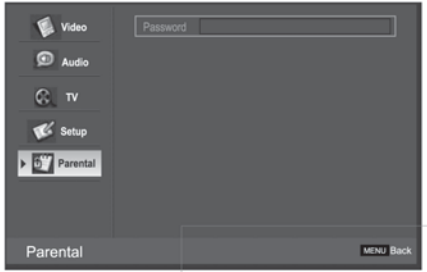 Video
Password
Audio
TV
Setup
Parental
Parental
MENU Back